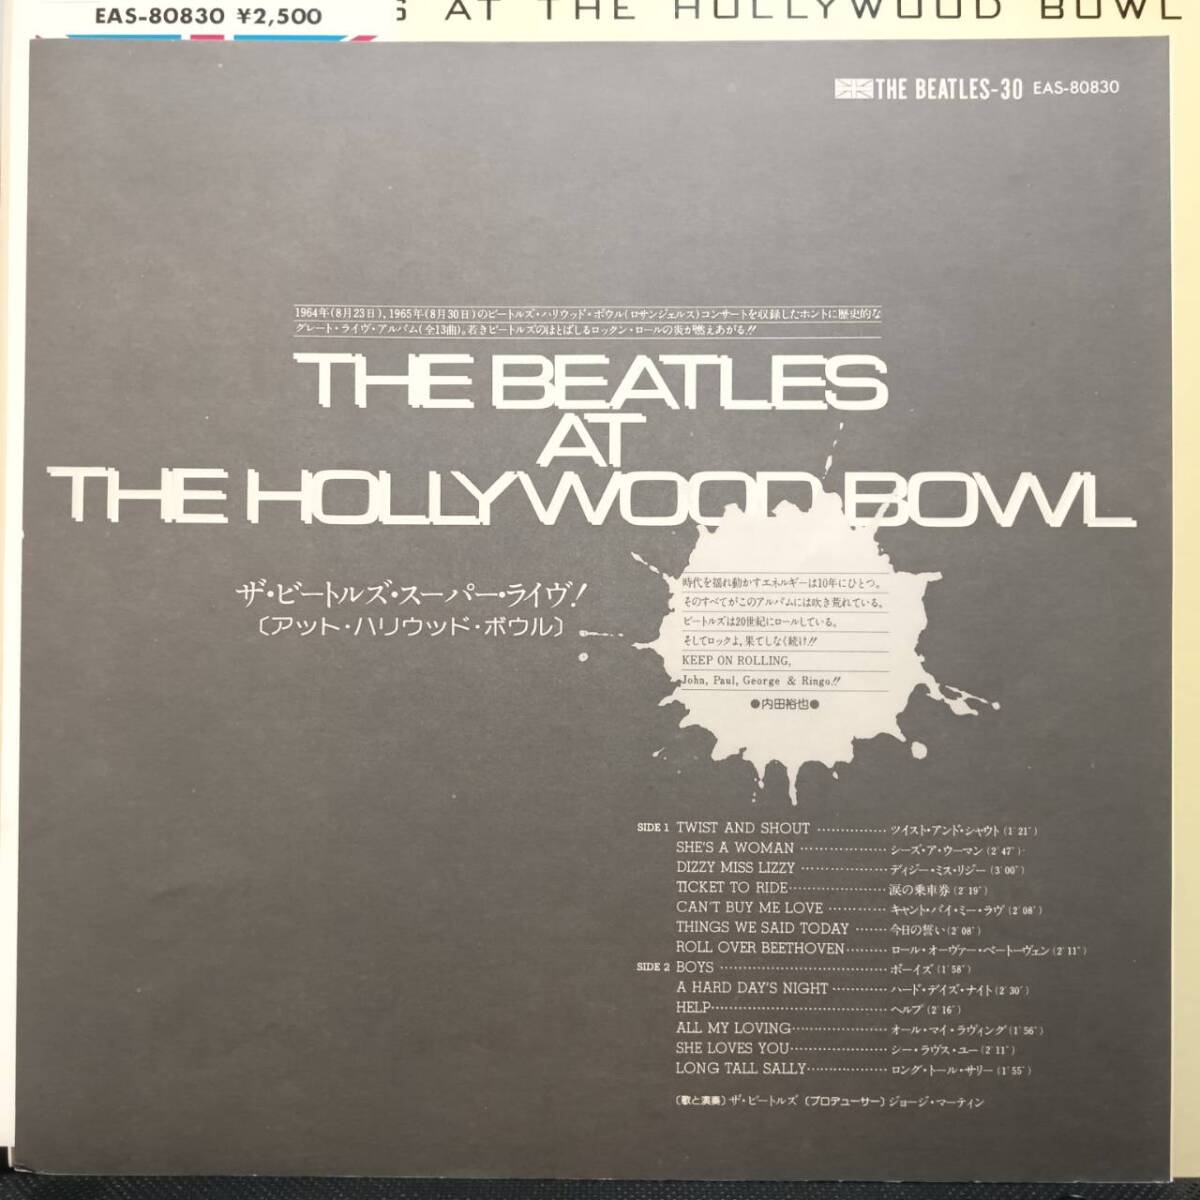 EAS-80830 ¥2,500
AT THE HOLLYWOOD BOWL
THE BEATLES-30 EAS-80830
1964年(8月23日),1965年(8月30日)のビートルズ・ハリウッド・ボウル(ロサンジェルス)コンサートを収録したホントに歴史的な
グレート・ライヴ・アルバム(全13曲)。若きビートルズのほとばしるロックン・ロールの炎が燃えあがる!!
THE BEATLES
AT
THE HOLLYWOOD BOWL
ザ・ビートルズ・スーパー・ライヴ!
〔アット・ハリウッド・ボウル〕
時代を揺れ動かすエネルギーは10年にひとつ。
そのすべてがこのアルバムには吹き荒れている。
ビートルズは20世紀にロールしている。
そしてロックよ,果てしなく続け!!
KEEP ON ROLLING,
John, Paul, George & Ringo!!
●内田裕也●
SIDE 1 TWIST AND SHOUT ・・・・・・・・・・・・・・ ツイスト・アンド・シャウト(1′21″)
SHE'S A WOMAN ・・・・・・・・・・・・・・・・・ シーズ・ア・ウーマン(2′47″)
DIZZY MISS LIZZY ・・・・・・・・・・・・・・・・ ディジー・ミス・リジー(3′00″)
TICKET TO RIDE・・・・・・・・・・・・・・・・・・ 涙の乗車券(2′19″)
CAN'T BUY ME LOVE ・・・・・・・・・・・ キャント・バイ・ミー・ラヴ(2′08″)
THINGS WE SAID TODAY ・・・・・・ 今日の誓い(2′08″)
ROLL OVER BEETHOVEN・・・・・・・・ ロール・オーヴァー・ベートーヴェン(2′11″)
SIDE 2 BOYS ・・・・・・・・・・・・・・・・・・・・・・・・・・・・・・・・ ボーイズ(1′58″)
A HARD DAY'S NIGHT ・・・・・・・・・・・ ハード・デイズ・ナイト(2′30″)
HELP・・・・・・・・・・・・・・・・・・・・・・・・・・・・・・・・・ ヘルプ(2′16″)
ALL MY LOVING・・・・・・・・・・・・・・・・・・ オール・マイ・ラヴィング(1′56″)
SHE LOVES YOU・・・・・・・・・・・・・・・・・・ シー・ラヴス・ユー(2′11″)
LONG TALL SALLY・・・・・・・・・・・・・・・ ロング・トール・サリー(1′55″)
〔歌と演奏〕ザ・ビートルズ 〔プロデューサー〕ジョージ・マーティン